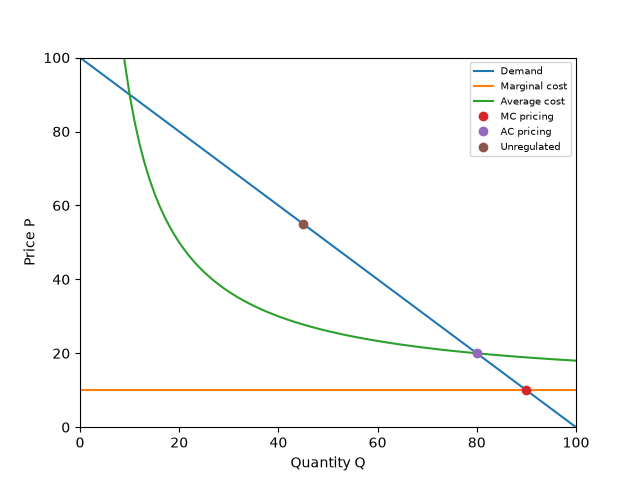 100
80
60
40
20
0
Price P
0 20 40 60 80 100
Quantity Q
Demand
Marginal cost
Average cost
MC pricing
AC pricing
Unregulated